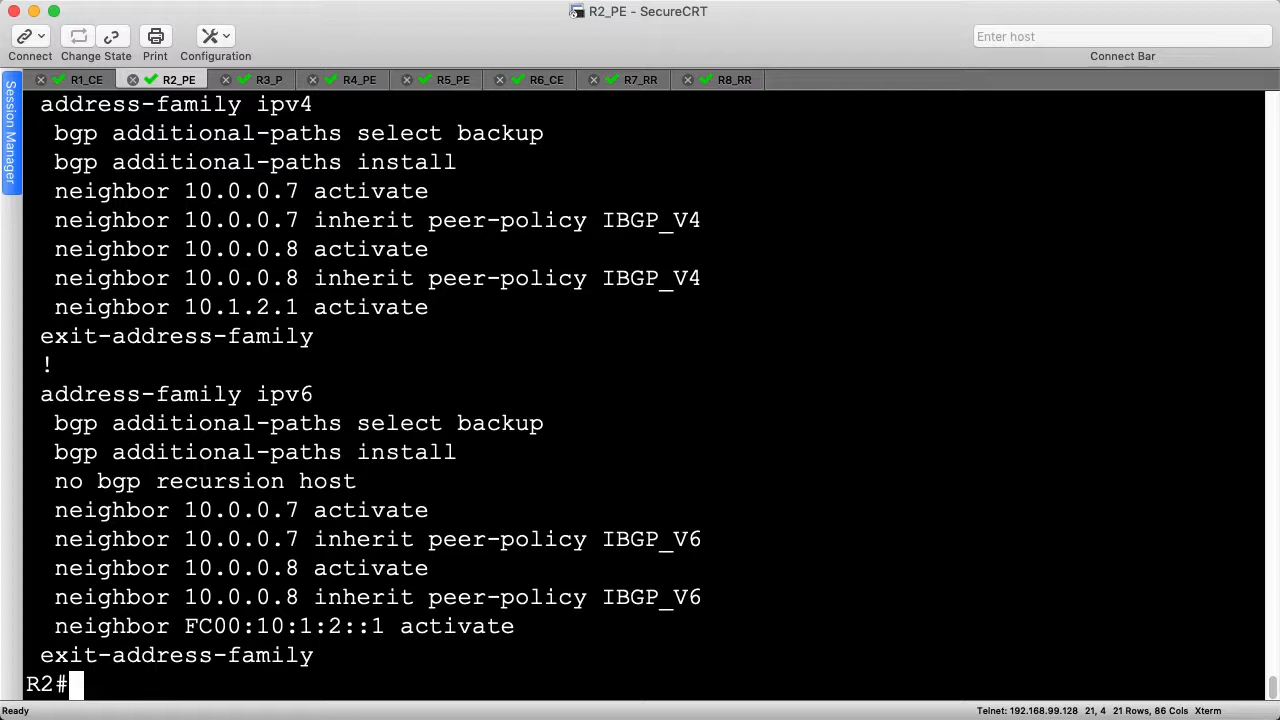 R2_PE - SecureCRT
Enter host
Connect Change State Print Configuration Connect Bar
R1_CE R2_PE R3_P R4_PE R5_PE R6_CE R7_RR R8_RR
Session Manager
address-family ipv4
bgp additional-paths select backup
bgp additional-paths install
neighbor 10.0.0.7 activate
neighbor 10.0.0.7 inherit peer-policy IBGP_V4
neighbor 10.0.0.8 activate
neighbor 10.0.0.8 inherit peer-policy IBGP_V4
neighbor 10.1.2.1 activate
exit-address-family
!
address-family ipv6
bgp additional-paths select backup
bgp additional-paths install
no bgp recursion host
neighbor 10.0.0.7 activate
neighbor 10.0.0.7 inherit peer-policy IBGP_V6
neighbor 10.0.0.8 activate
neighbor 10.0.0.8 inherit peer-policy IBGP_V6
neighbor FC00:10:1:2::1 activate
exit-address-family
R2#
Ready Telnet: 192.168.99.128 21, 4 21 Rows, 86 Cols Xterm